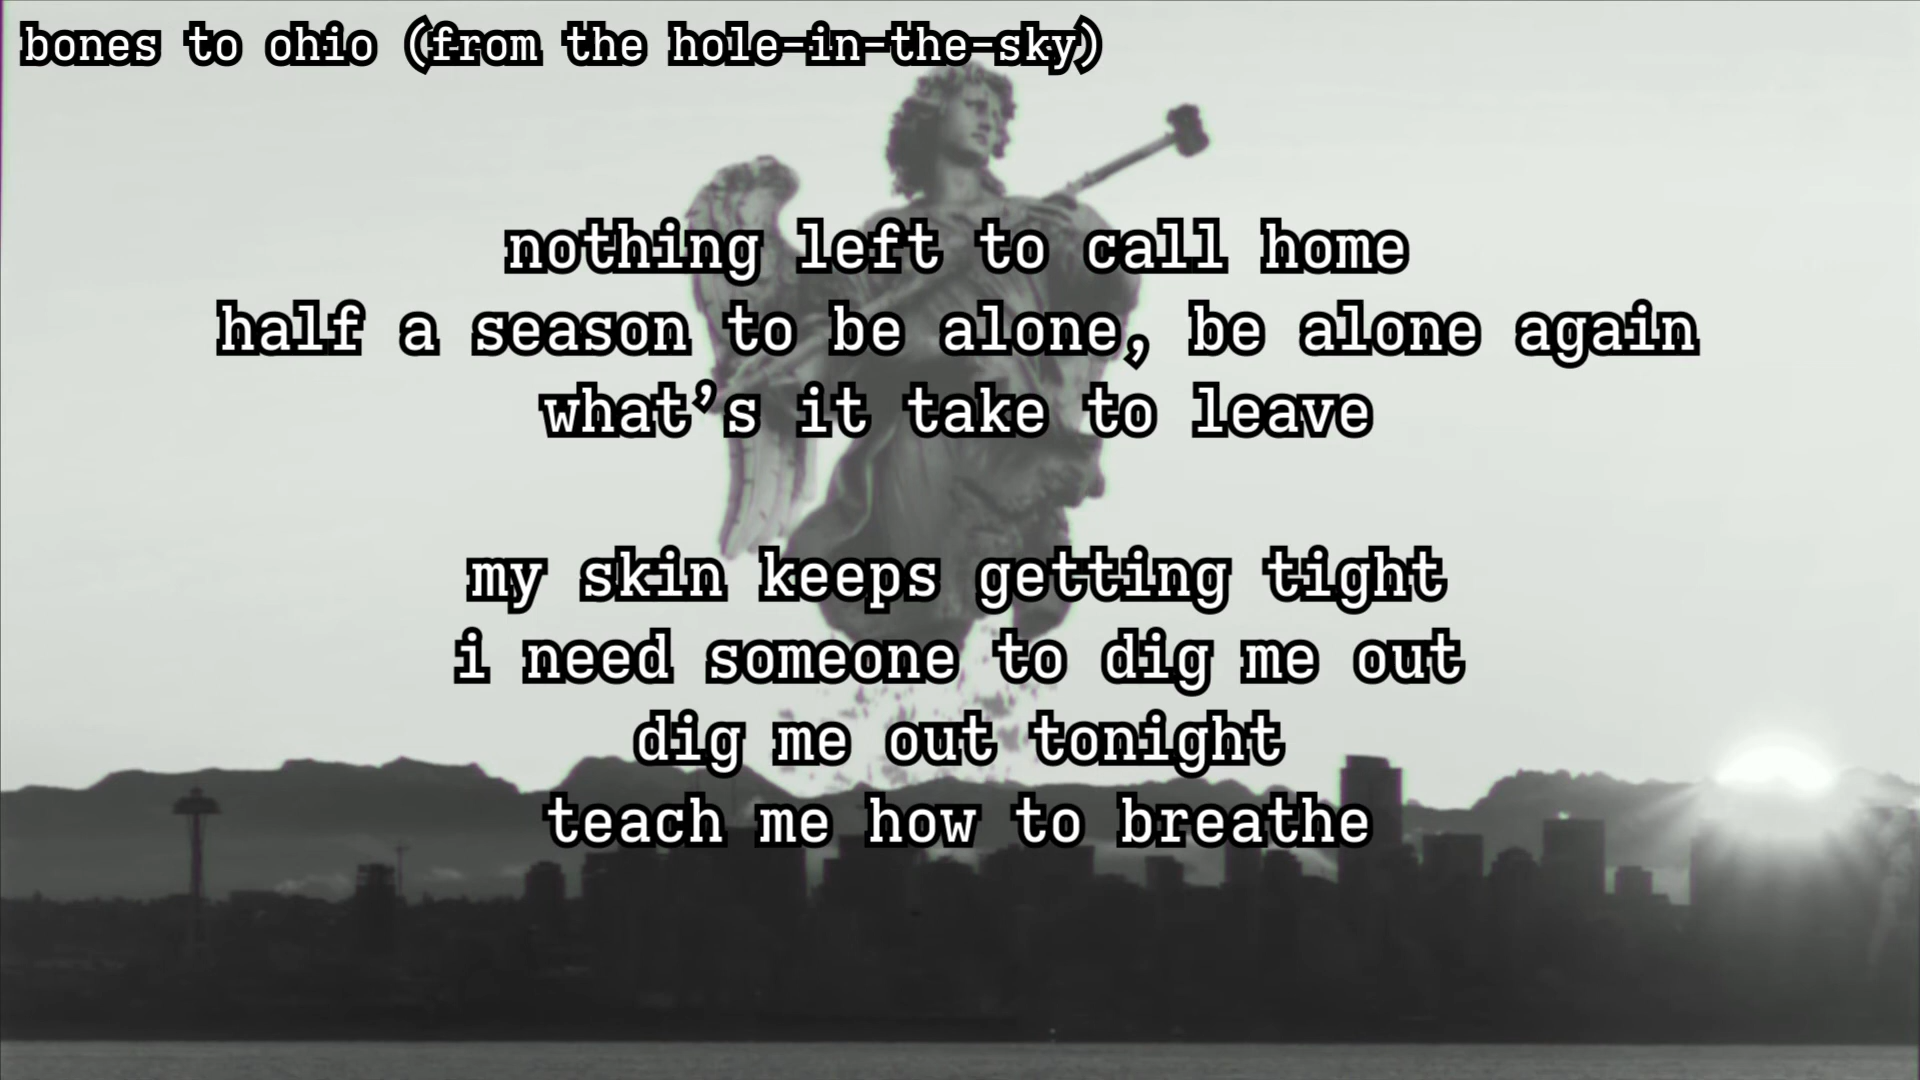 bones to ohio (from the hole-in-the-sky)
nothing left to call home
half a season to be alone, be alone again
what’s it take to leave
my skin keeps getting tight
i need someone to dig me out
dig me out tonight
teach me how to breathe